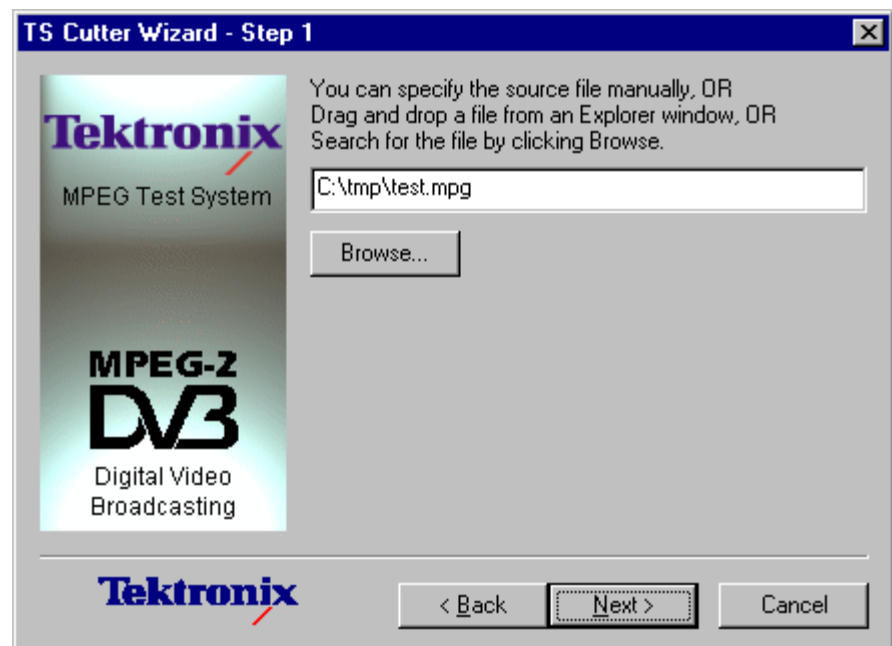 TS Cutter Wizard - Step 1
Tektronix
MPEG Test System
MPEG-2
DVB
Digital Video
Broadcasting
You can specify the source file manually, OR
Drag and drop a file from an Explorer window, OR
Search for the file by clicking Browse.
C:\tmp\test.mpg
Browse...
Tektronix
< Back
Next >
Cancel